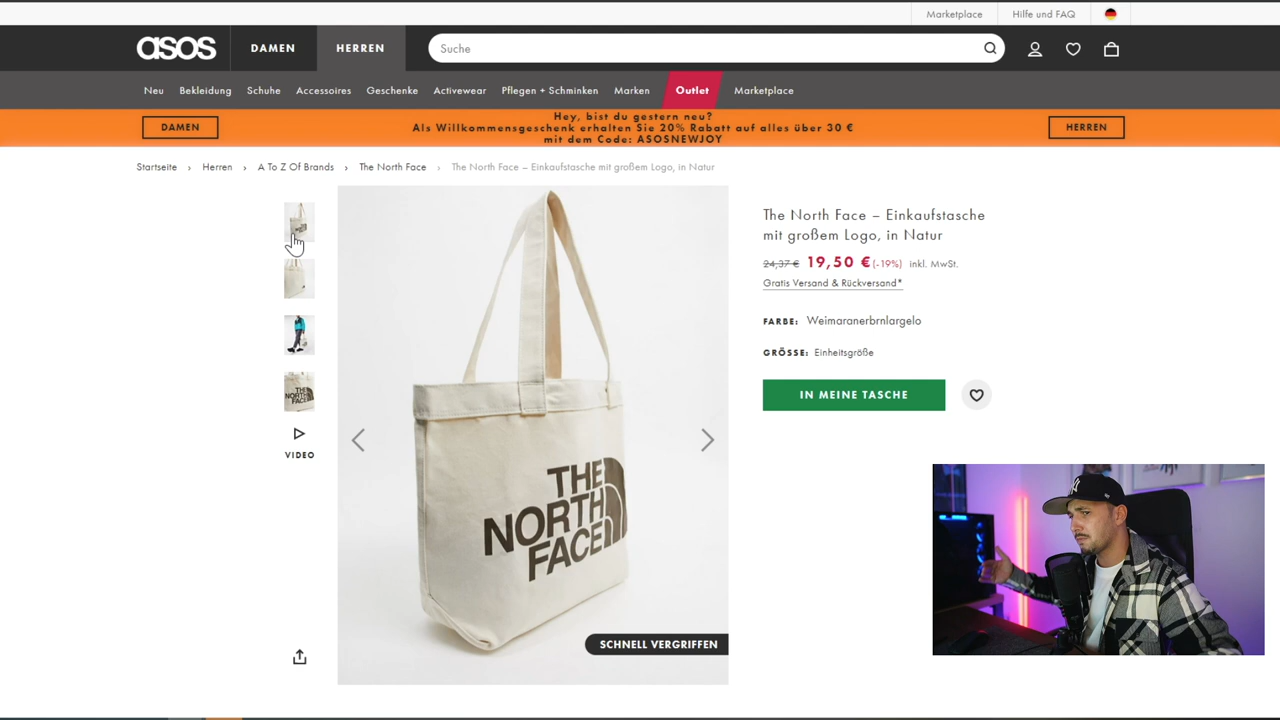 Marketplace
Hilfe und FAQ
asos
DAMEN
HERREN
Suche
Neu
Bekleidung
Schuhe
Accessoires
Geschenke
Activewear
Pflegen + Schminken
Marken
Outlet
Marketplace
DAMEN
Hey, bist du gestern neu?
Als Willkommensgeschenk erhalten Sie 20% Rabatt auf alles über 30 €
mit dem Code: ASOSNEWJOY
HERREN
Startseite › Herren › A To Z Of Brands › The North Face › The North Face – Einkaufstasche mit großem Logo, in Natur
THE
NORTH
FACE
VIDEO
THE
NORTH
FACE
SCHNELL VERGRIFFEN
The North Face – Einkaufstasche
mit großem Logo, in Natur
24,37 € 19,50 € (-19%) inkl. MwSt.
Gratis Versand & Rückversand*
FARBE: Weimaranerbrnlargelo
GRÖSSE: Einheitsgröße
IN MEINE TASCHE